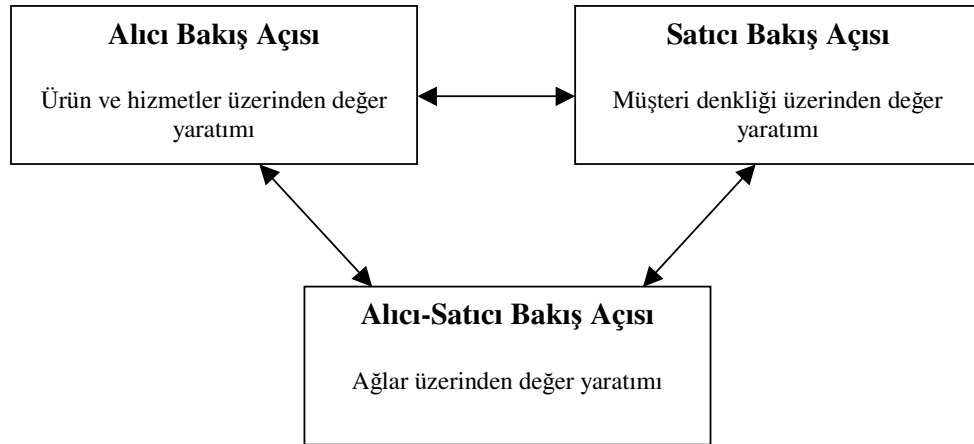 Alıcı Bakış Açısı
Ürün ve hizmetler üzerinden değer
yaratımı
Satıcı Bakış Açısı
Müşteri denkliği üzerinden değer
yaratımı
Alıcı-Satıcı Bakış Açısı
Ağlar üzerinden değer yaratımı